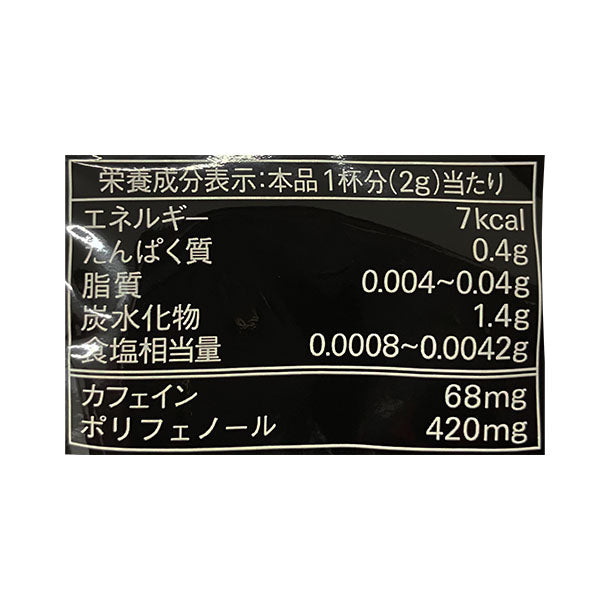 栄養成分表示:本品1杯分(2g)当たり
エネルギー 7kcal
たんぱく質 0.4g
脂質 0.004~0.04g
炭水化物 1.4g
食塩相当量 0.0008~0.0042g
カフェイン 68mg
ポリフェノール 420mg